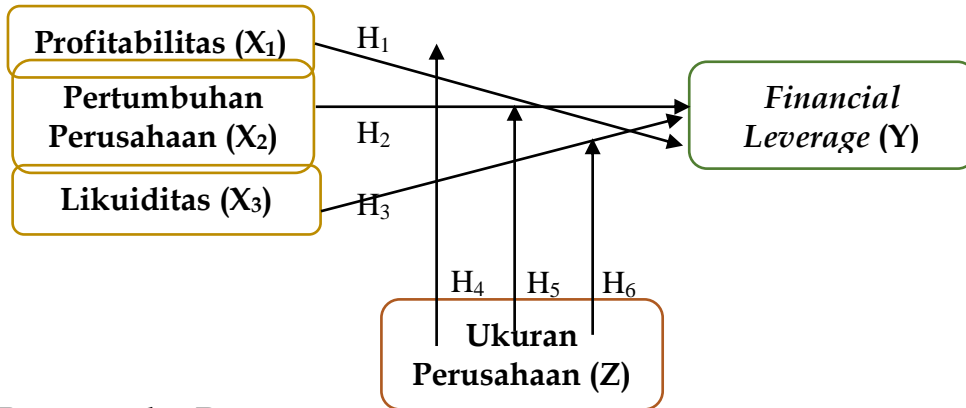 Profitabilitas (X₁)
Pertumbuhan
Perusahaan (X₂)
Likuiditas (X₃)
H₁
H₂
H₃
Financial
Leverage (Y)
H₄
H₅
H₆
Ukuran
Perusahaan (Z)